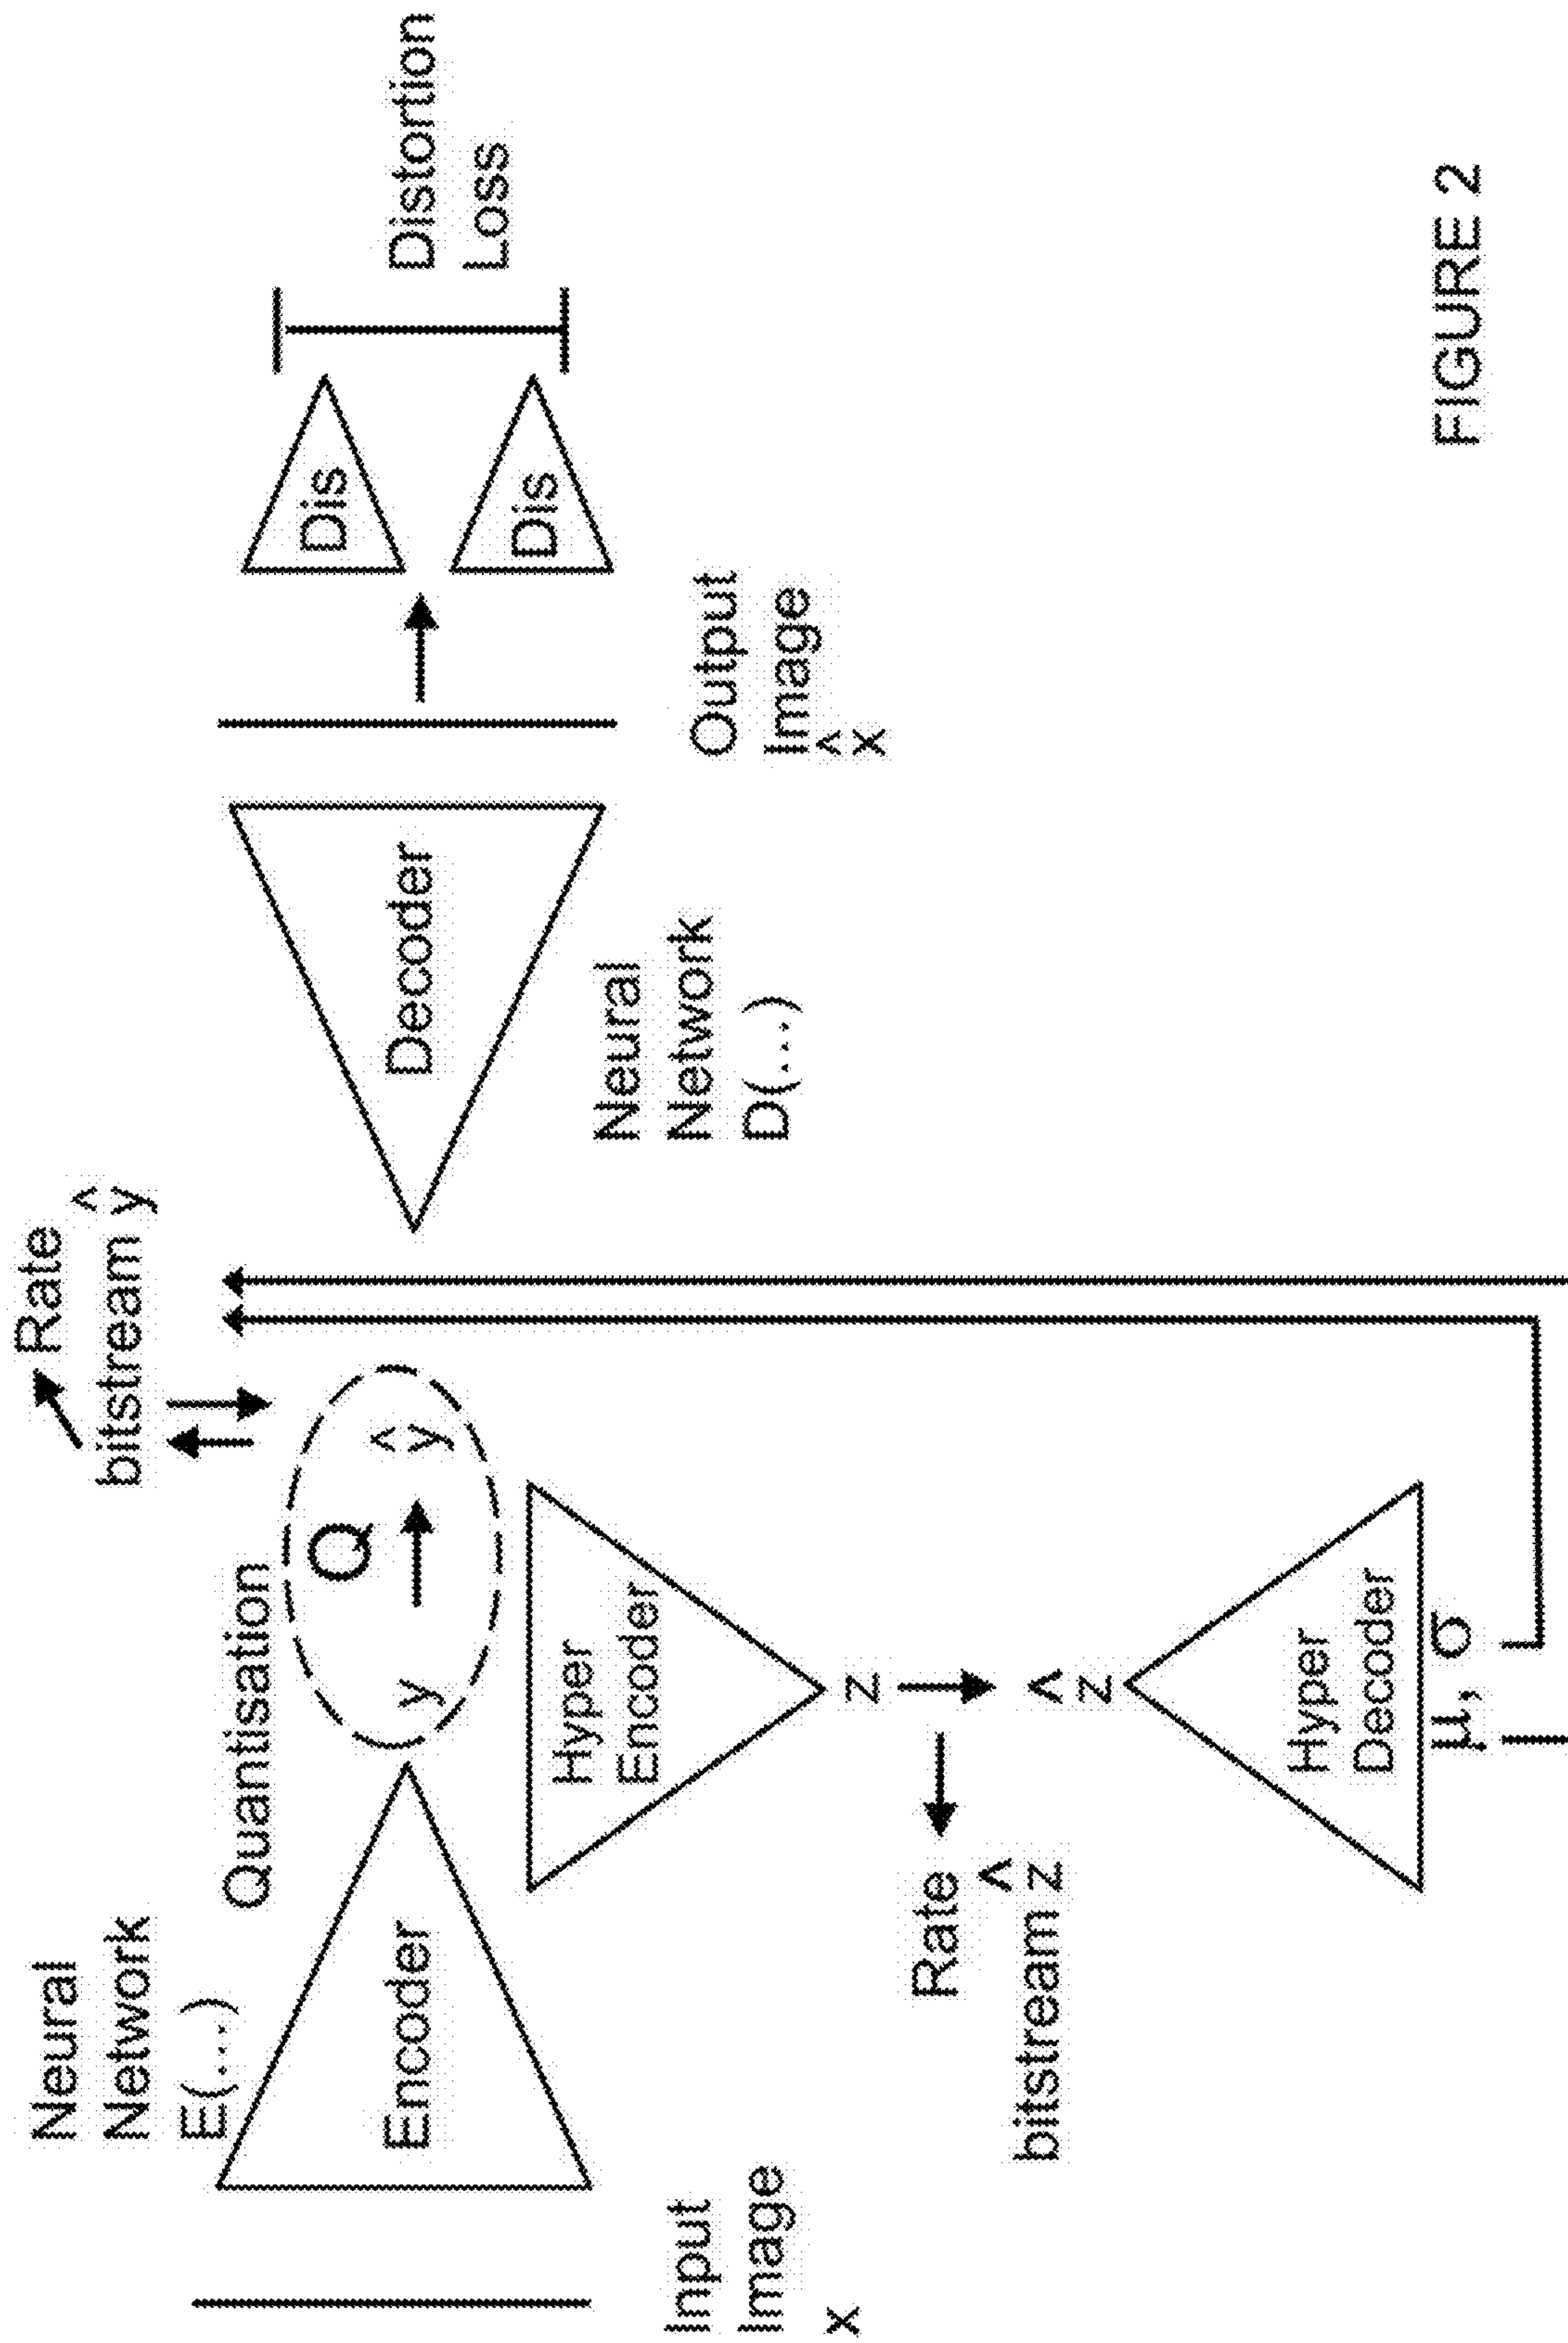 Neural
Network
E(...)
Encoder
Input
Image
x
Quantisation
Q
y
ŷ
Rate
bitstream ŷ
Hyper
Encoder
z
ẑ
Rate
bitstream ẑ
Hyper
Decoder
μ, σ
Decoder
Neural
Network
D(...)
Output
Image
x̂
Dis
Dis
Distortion
Loss
FIGURE 2